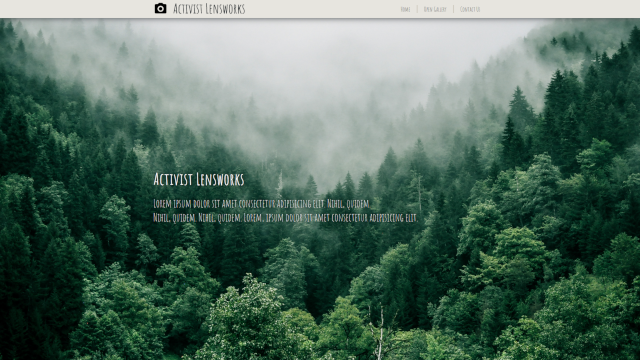 Activist Lensworks
Home
Open Gallery
Contact us
Activist Lensworks
Lorem ipsum dolor sit amet consectetur adipisicing elit. Nihil, quidem.
Nihil, quidem. Nihil, quidem. Lorem, ipsum dolor sit amet consectetur adipisicing elit.